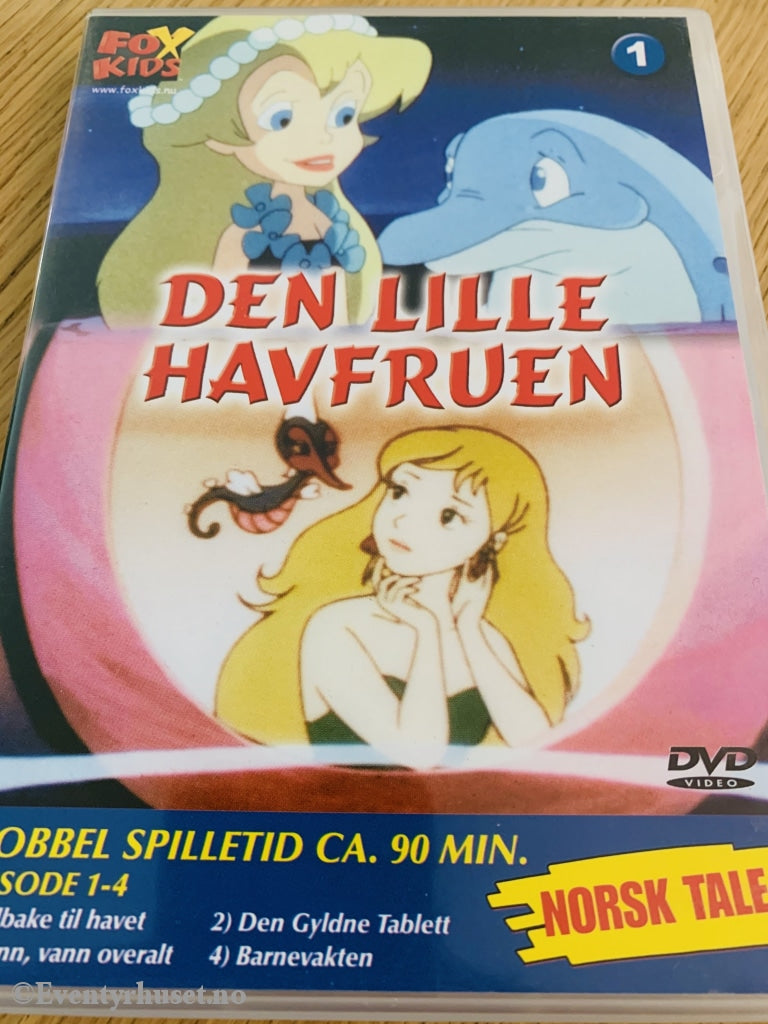 FOX
KIDS
www.foxkids.nu
1
DEN LILLE
HAVFRUEN
DVD
VIDEO
OBBEL SPILLETID CA. 90 MIN.
SODE 1-4
bake til havet 2) Den Gyldne Tablett
nn, vann overalt 4) Barnevakten
NORSK TALE
©Eventyrhuset.no